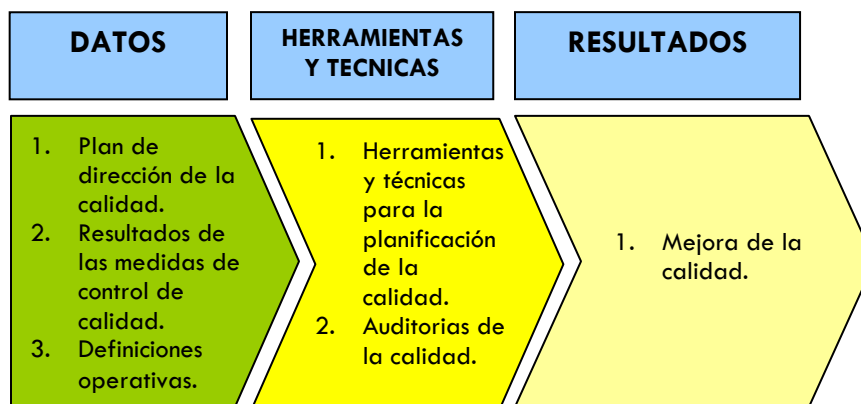 DATOS
HERRAMIENTAS
Y TECNICAS
RESULTADOS
1. Plan de
dirección de la
calidad.
2. Resultados de
las medidas de
control de
calidad.
3. Definiciones
operativas.
1. Herramientas
y técnicas
para la
planificación
de la
calidad.
2. Auditorias de
la calidad.
1. Mejora de la
calidad.